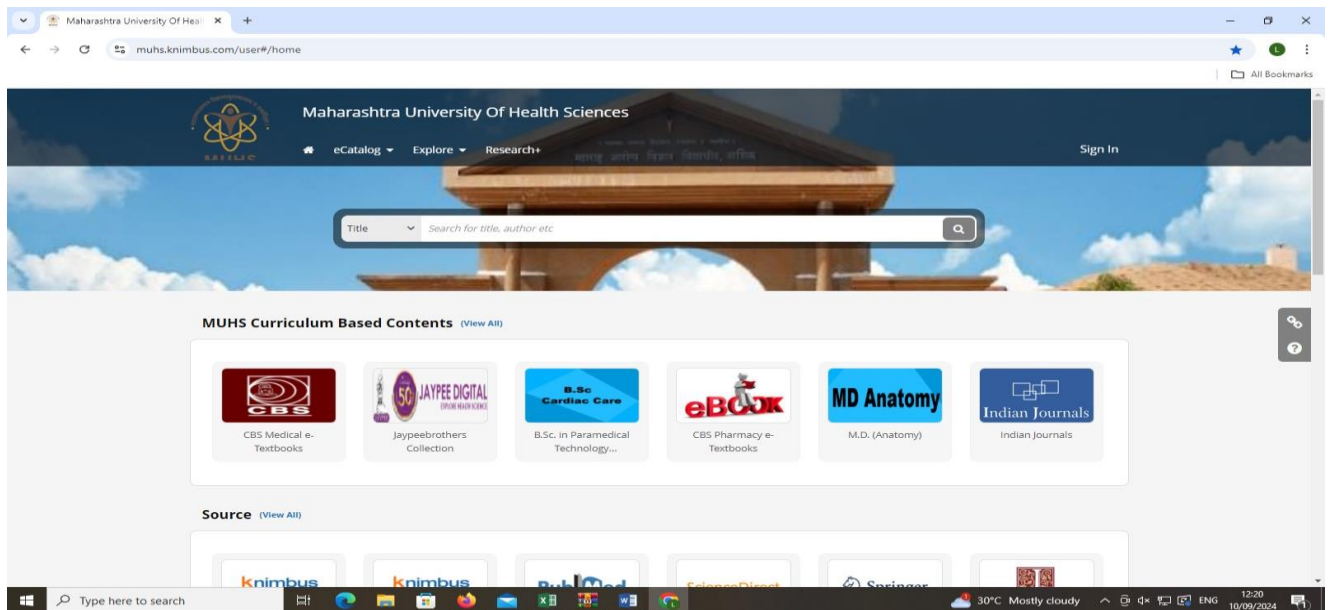 Maharashtra University Of Heal
muhs.knimbus.com/user#/home
All Bookmarks
Maharashtra University Of Health Sciences
eCatalog Explore Research+ Sign In
Title Search for title, author etc
MUHS Curriculum Based Contents (View All)
CBS
50 JAYPEE DIGITAL
B.Sc
Cardiac Care
eBOOK
MD Anatomy
Indian Journals
CBS Medical e-
Textbooks
Jaypeebrothers
Collection
B.Sc. in Paramedical
Technology...
CBS Pharmacy e-
Textbooks
M.D. (Anatomy)
Indian Journals
Source (View All)
knimbus
knimbus
PubMed
ScienceDirect
Springer
Type here to search
30°C Mostly cloudy ENG 12:20
10/09/2024